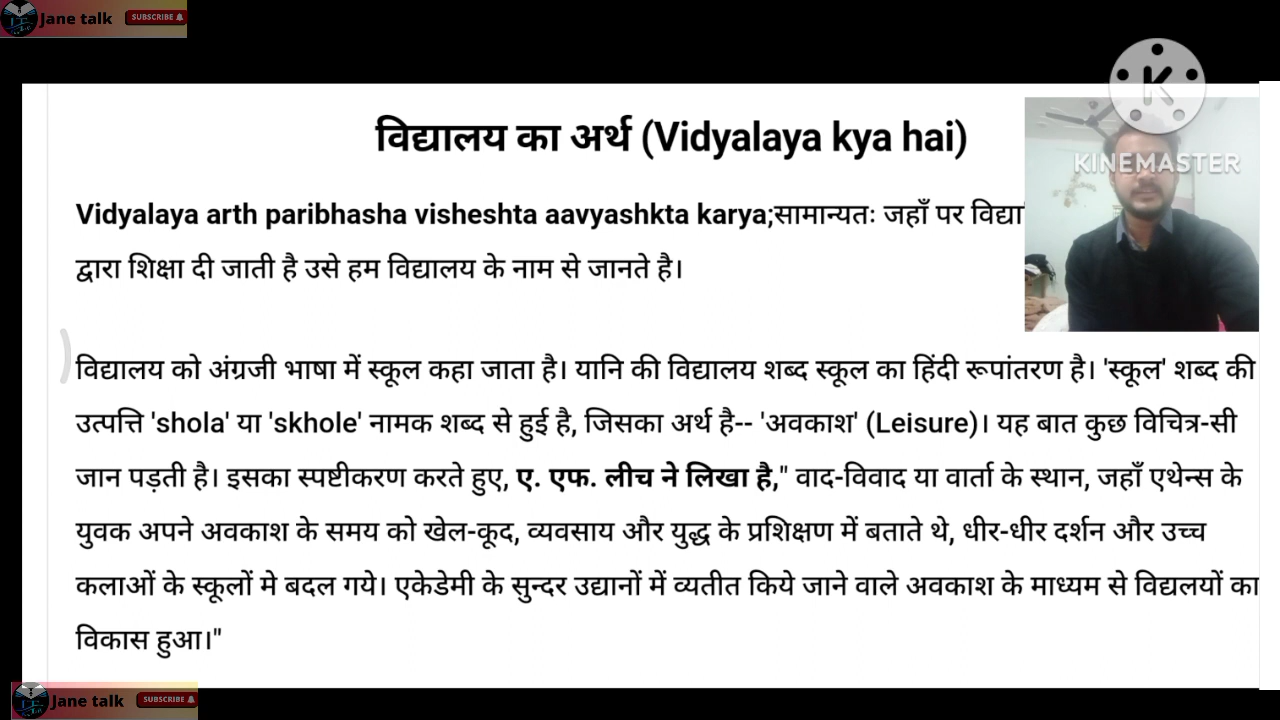 Jane talk
SUBSCRIBE
विद्यालय का अर्थ (Vidyalaya kya hai)
KINEMASTER
Vidyalaya arth paribhasha visheshta aavyashkta karya;सामान्यतः जहाँ पर
द्वारा शिक्षा दी जाती है उसे हम विद्यालय के नाम से जानते है।
विद्यालय को अंग्रजी भाषा में स्कूल कहा जाता है। यानि की विद्यालय शब्द स्कूल का हिंदी रूपांतरण है। 'स्कूल' शब्द की
उत्पत्ति 'shola' या 'skhole' नामक शब्द से हुई है, जिसका अर्थ है-- 'अवकाश' (Leisure)। यह बात कुछ विचित्र-सी
जान पड़ती है। इसका स्पष्टीकरण करते हुए, ए. एफ. लीच ने लिखा है," वाद-विवाद या वार्ता के स्थान, जहाँ एथेन्स के
युवक अपने अवकाश के समय को खेल-कूद, व्यवसाय और युद्ध के प्रशिक्षण में बताते थे, धीर-धीर दर्शन और उच्च
कलाओं के स्कूलों मे बदल गये। एकेडेमी के सुन्दर उद्यानों में व्यतीत किये जाने वाले अवकाश के माध्यम से विद्यलयों का
विकास हुआ।"
Jane talk
SUBSCRIBE